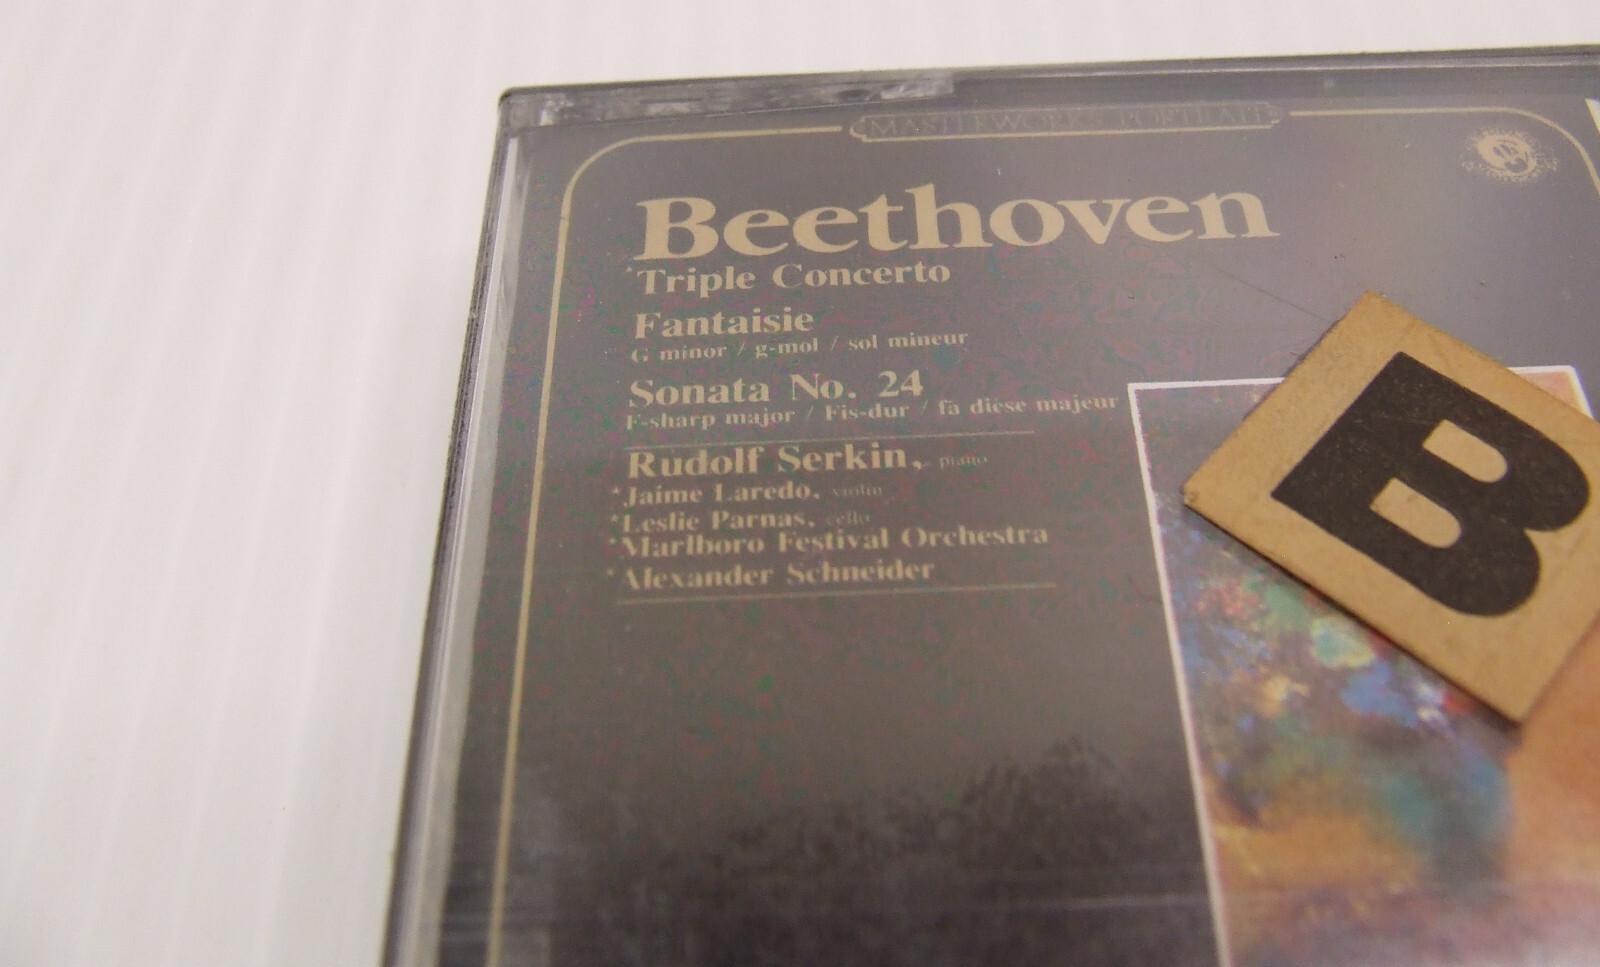 MASTERWORKS PORTRAIT
Beethoven
*Triple Concerto
Fantaisie
G minor / g-mol / sol mineur
Sonata No. 24
F-sharp major / Fis-dur / fa dièse majeur
Rudolf Serkin, piano
*Jaime Laredo, violin
*Leslie Parnas, cello
*Marlboro Festival Orchestra
*Alexander Schneider
B